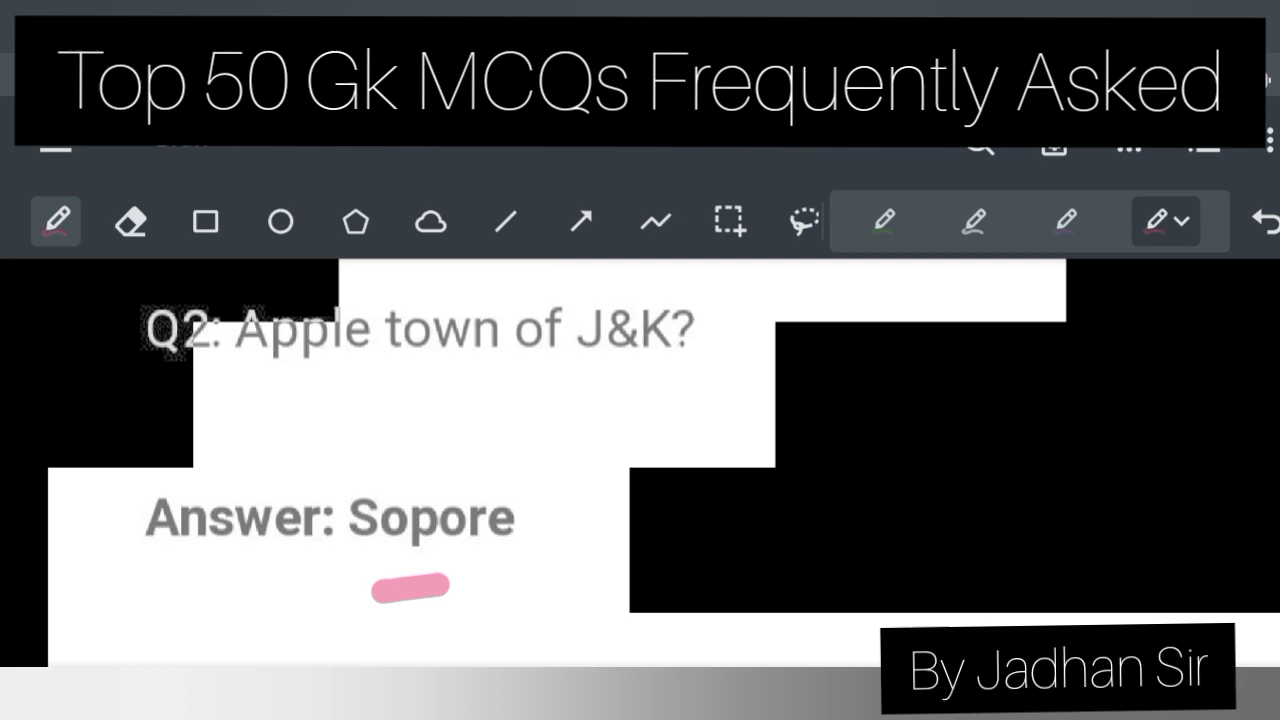 Top 50 Gk MCQs Frequently Asked
Q2: Apple town of J&K?
Answer: Sopore
By Jadhan Sir